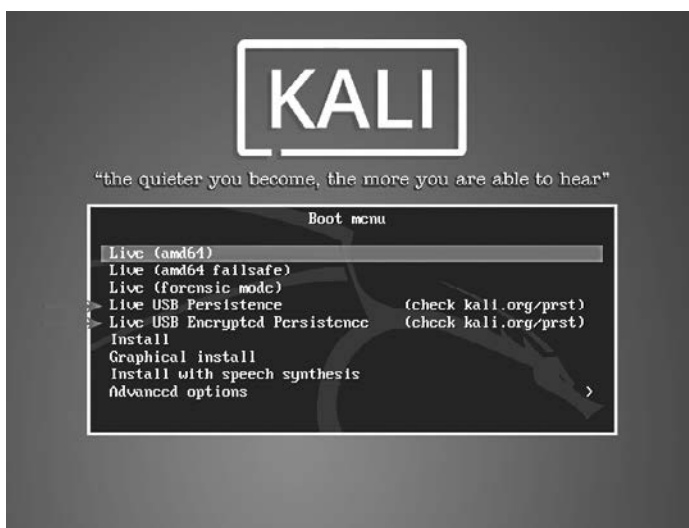 KALI
“the quieter you become, the more you are able to hear”
Boot menu
Live (amd64)
Live (amd64 failsafe)
Live (forensic mode)
Live USB Persistence (check kali.org/prst)
Live USB Encrypted Persistence (check kali.org/prst)
Install
Graphical install
Install with speech synthesis
Advanced options >